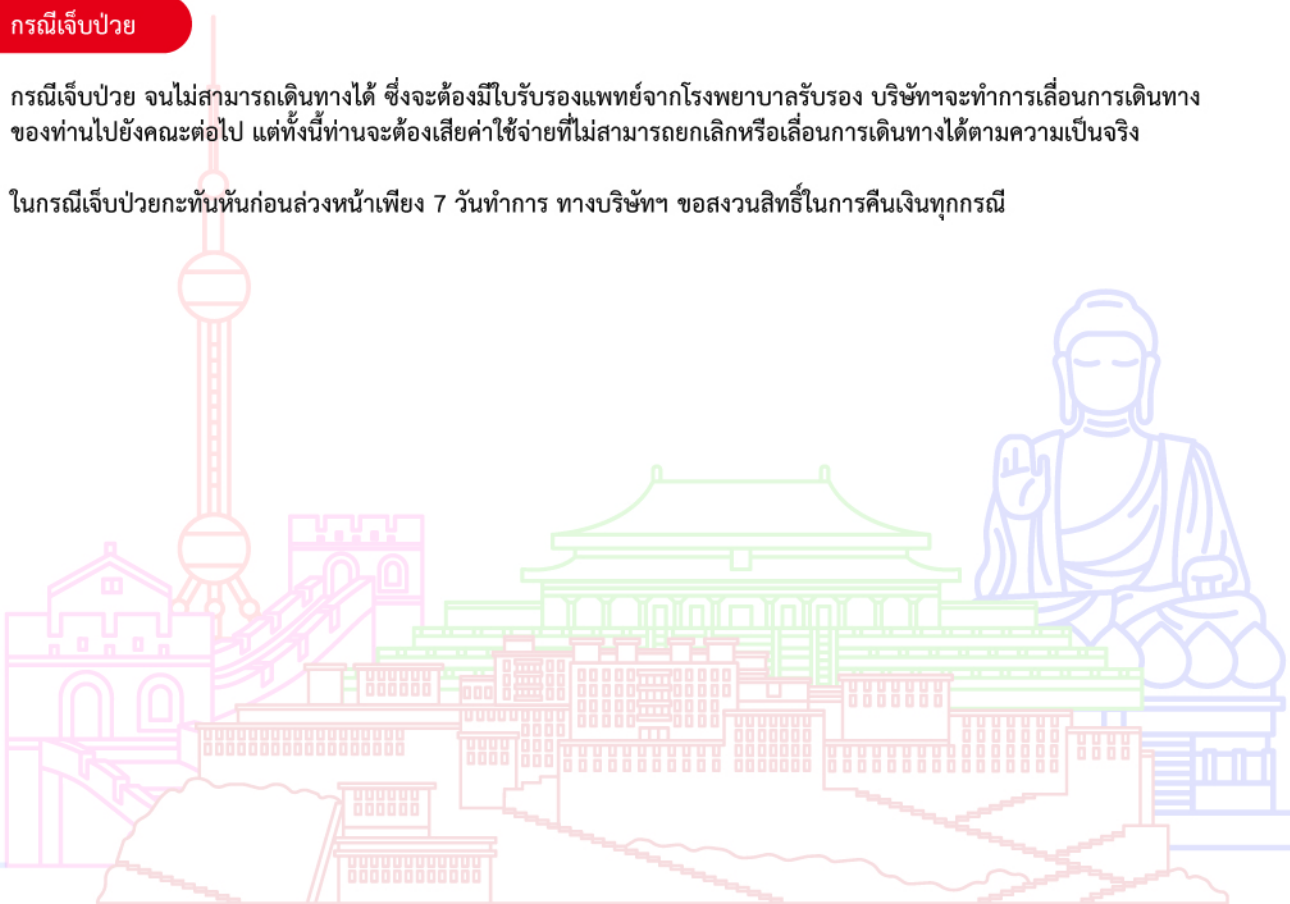 กรณีเจ็บป่วย
กรณีเจ็บป่วย จนไม่สามารถเดินทางได้ ซึ่งจะต้องมีใบรับรองแพทย์จากโรงพยาบาลรับรอง บริษัทฯจะทำการเลื่อนการเดินทาง
ของท่านไปยังคณะต่อไป แต่ทั้งนี้ท่านจะต้องเสียค่าใช้จ่ายที่ไม่สามารถยกเลิกหรือเลื่อนการเดินทางได้ตามความเป็นจริง
ในกรณีเจ็บป่วยกะทันหันก่อนล่วงหน้าเพียง 7 วันทำการ ทางบริษัทฯ ขอสงวนสิทธิ์ในการคืนเงินทุกกรณี